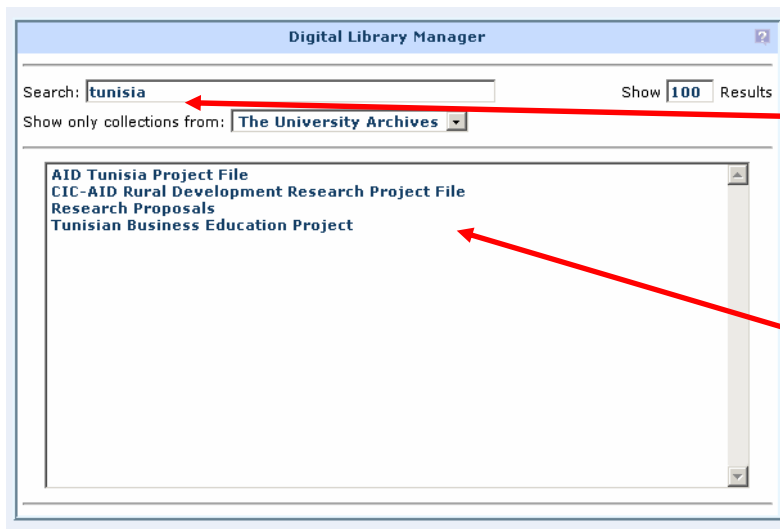 Digital Library Manager ?
Search: tunisia Show 100 Results
Show only collections from: The University Archives
AID Tunisia Project File
CIC-AID Rural Development Research Project File
Research Proposals
Tunisian Business Education Project